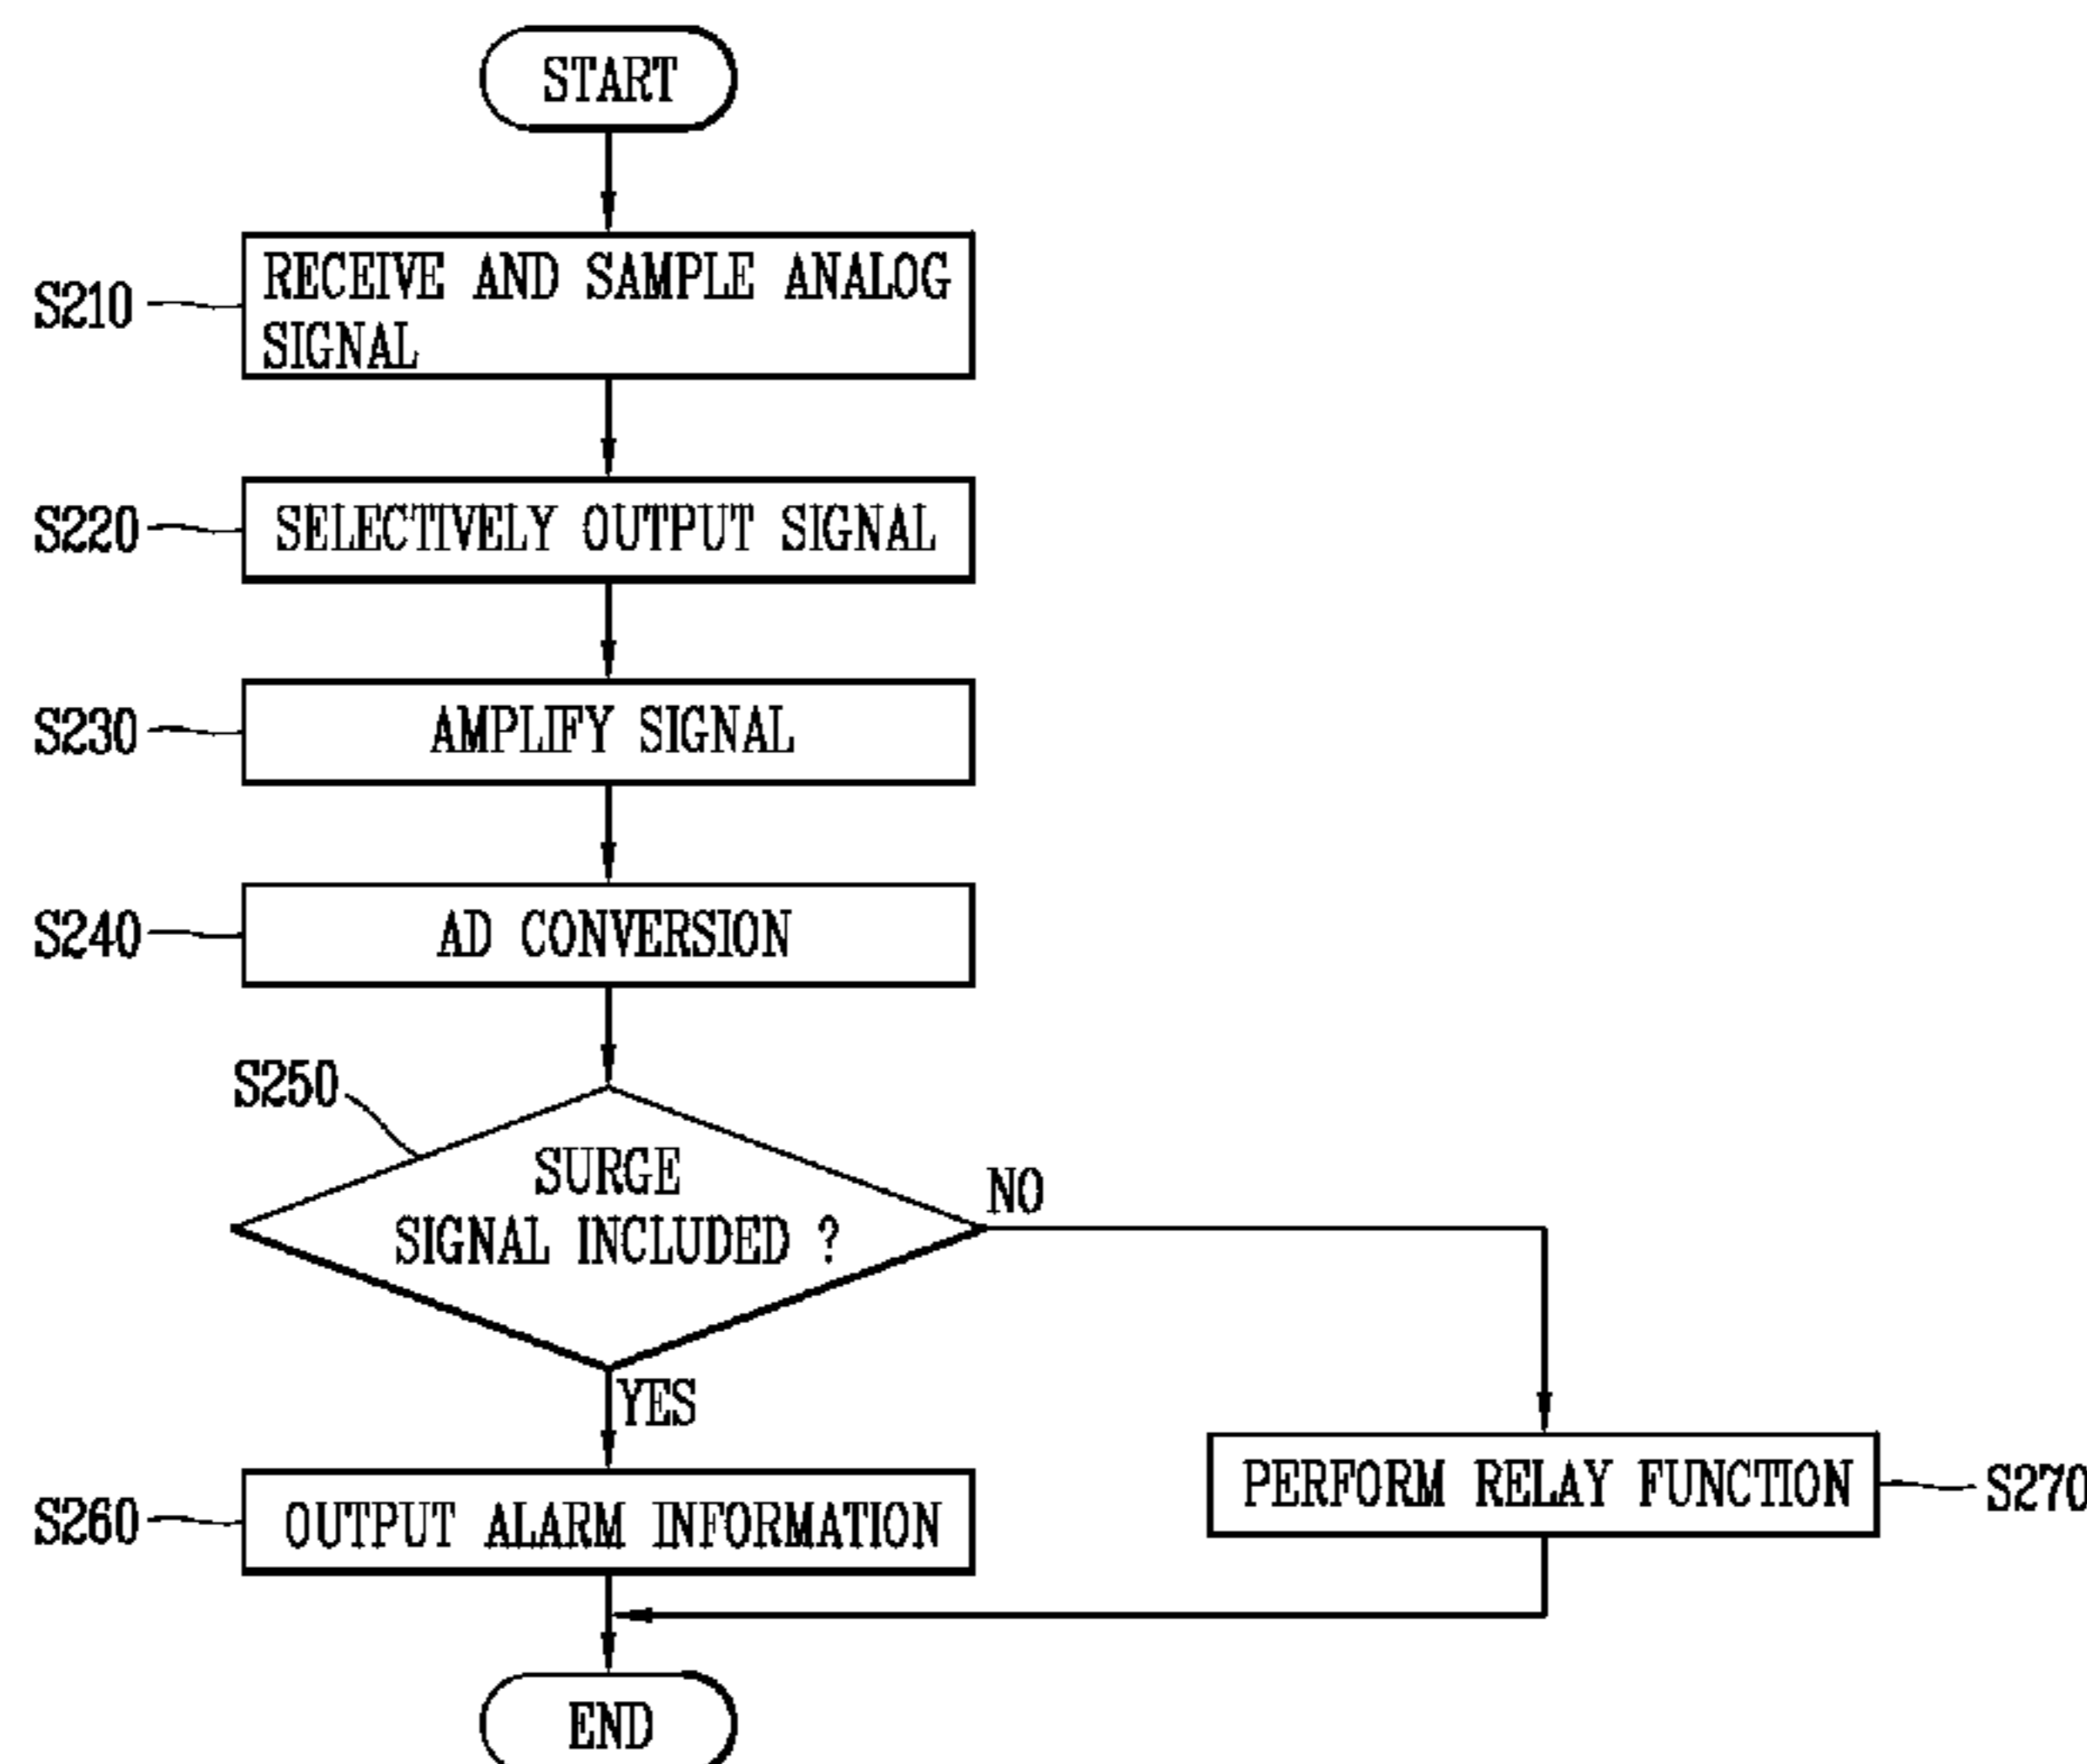 START
S210
RECEIVE AND SAMPLE ANALOG
SIGNAL
S220
SELECTIVELY OUTPUT SIGNAL
S230
AMPLIFY SIGNAL
S240
AD CONVERSION
S250
SURGE
SIGNAL INCLUDED ?
NO
YES
S260
OUTPUT ALARM INFORMATION
PERFORM RELAY FUNCTION
S270
END